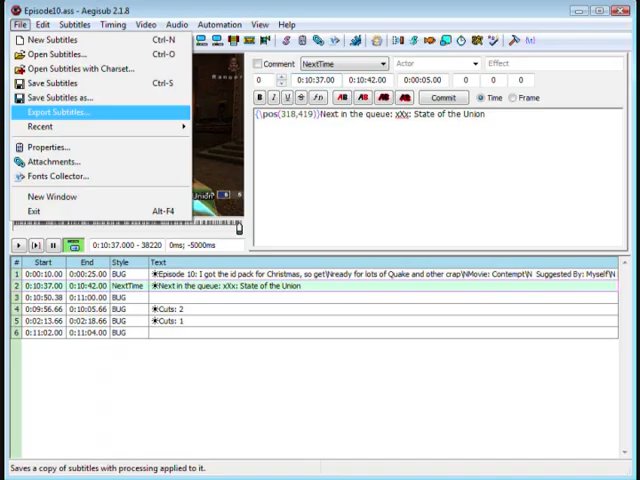 Episode10.ass - Aegisub 2.1.8
File Edit Subtitles Timing Video Audio Automation View Help
New Subtitles Ctrl-N
Open Subtitles... Ctrl-O
Open Subtitles with Charset...
Save Subtitles Ctrl-S
Save Subtitles as...
Export Subtitles...
Recent
Properties...
Attachments...
Fonts Collector...
New Window
Exit Alt-F4
Ranger
Comment NextTime Actor Effect
0 0:10:37.00 0:10:42.00 0:00:05.00 0
B I U S fn AB AB AB AB Commit Time Frame
{\pos(318,419)}Next in the queue: xXx: State of the Union
0:10:37.000 - 38220 0ms; -5000ms
# Start End Style Text
1 0:00:10.00 0:00:25.00 BUG ☀Episode 10: I got the id pack for Christmas, so get\Nready for lots of Quake and other crap\NMovie: Contempt\N Suggested By: Myself\N
2 0:10:37.00 0:10:42.00 NextTime ☀Next in the queue: xXx: State of the Union
3 0:10:50.38 0:11:00.00 BUG
4 0:09:56.66 0:10:05.66 BUG ☀Cuts: 2
5 0:02:13.66 0:02:18.66 BUG ☀Cuts: 1
6 0:11:02.00 0:11:04.00 BUG
Saves a copy of subtitles with processing applied to it.